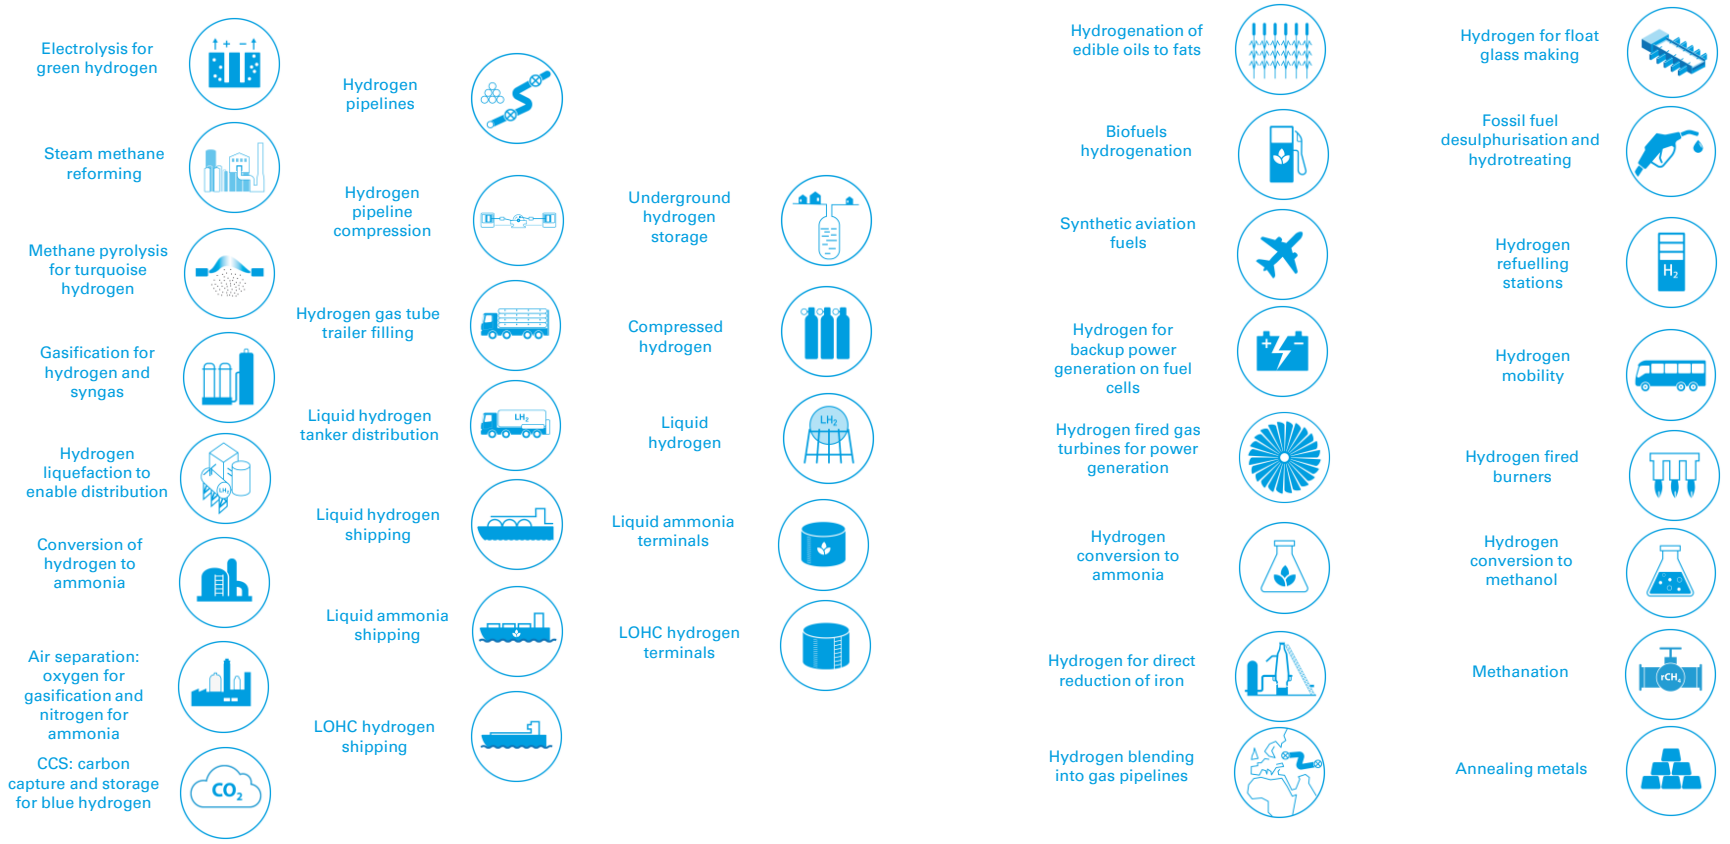 Electrolysis for
green hydrogen
Steam methane
reforming
Methane pyrolysis
for turquoise
hydrogen
Gasification for
hydrogen and
syngas
Hydrogen
liquefaction to
enable distribution
LH₂
Conversion of
hydrogen to
ammonia
Air separation:
oxygen for
gasification and
nitrogen for
ammonia
CCS: carbon
capture and storage
for blue hydrogen
CO₂
Hydrogen
pipelines
Hydrogen
pipeline
compression
Hydrogen gas tube
trailer filling
Liquid hydrogen
tanker distribution
LH₂
Liquid hydrogen
shipping
Liquid ammonia
shipping
LOHC hydrogen
shipping
Underground
hydrogen
storage
Compressed
hydrogen
Liquid
hydrogen
LH₂
Liquid ammonia
terminals
LOHC hydrogen
terminals
Hydrogenation of
edible oils to fats
Biofuels
hydrogenation
Synthetic aviation
fuels
Hydrogen for
backup power
generation on fuel
cells
Hydrogen fired gas
turbines for power
generation
Hydrogen
conversion to
ammonia
Hydrogen for direct
reduction of iron
Hydrogen blending
into gas pipelines
Hydrogen for float
glass making
Fossil fuel
desulphurisation and
hydrotreating
Hydrogen
refuelling
stations
H₂
Hydrogen
mobility
Hydrogen fired
burners
Hydrogen
conversion to
methanol
Methanation
rCH₄
Annealing metals